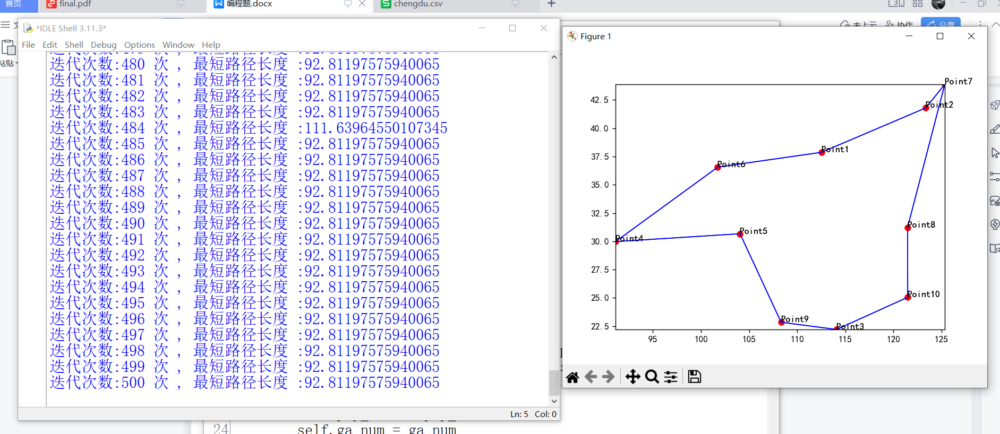 首页
final.pdf
编程题.docx
chengdu.csv
未上云
协作
分享
粘贴
*IDLE Shell 3.11.3*
File Edit Shell Debug Options Window Help
迭代次数:480 次 , 最短路径长度 :92.81197575940065
迭代次数:481 次 , 最短路径长度 :92.81197575940065
迭代次数:482 次 , 最短路径长度 :92.81197575940065
迭代次数:483 次 , 最短路径长度 :92.81197575940065
迭代次数:484 次 , 最短路径长度 :111.63964550107345
迭代次数:485 次 , 最短路径长度 :92.81197575940065
迭代次数:486 次 , 最短路径长度 :92.81197575940065
迭代次数:487 次 , 最短路径长度 :92.81197575940065
迭代次数:488 次 , 最短路径长度 :92.81197575940065
迭代次数:489 次 , 最短路径长度 :92.81197575940065
迭代次数:490 次 , 最短路径长度 :92.81197575940065
迭代次数:491 次 , 最短路径长度 :92.81197575940065
迭代次数:492 次 , 最短路径长度 :92.81197575940065
迭代次数:493 次 , 最短路径长度 :92.81197575940065
迭代次数:494 次 , 最短路径长度 :92.81197575940065
迭代次数:495 次 , 最短路径长度 :92.81197575940065
迭代次数:496 次 , 最短路径长度 :92.81197575940065
迭代次数:497 次 , 最短路径长度 :92.81197575940065
迭代次数:498 次 , 最短路径长度 :92.81197575940065
迭代次数:499 次 , 最短路径长度 :92.81197575940065
迭代次数:500 次 , 最短路径长度 :92.81197575940065
Ln: 5 Col: 0
24 self.ga_num = ga_num
Figure 1
Point7
Point2
Point1
Point6
Point8
Point5
Point4
Point10
Point9
Point3
42.5
40.0
37.5
35.0
32.5
30.0
27.5
25.0
22.5
95 100 105 110 115 120 125